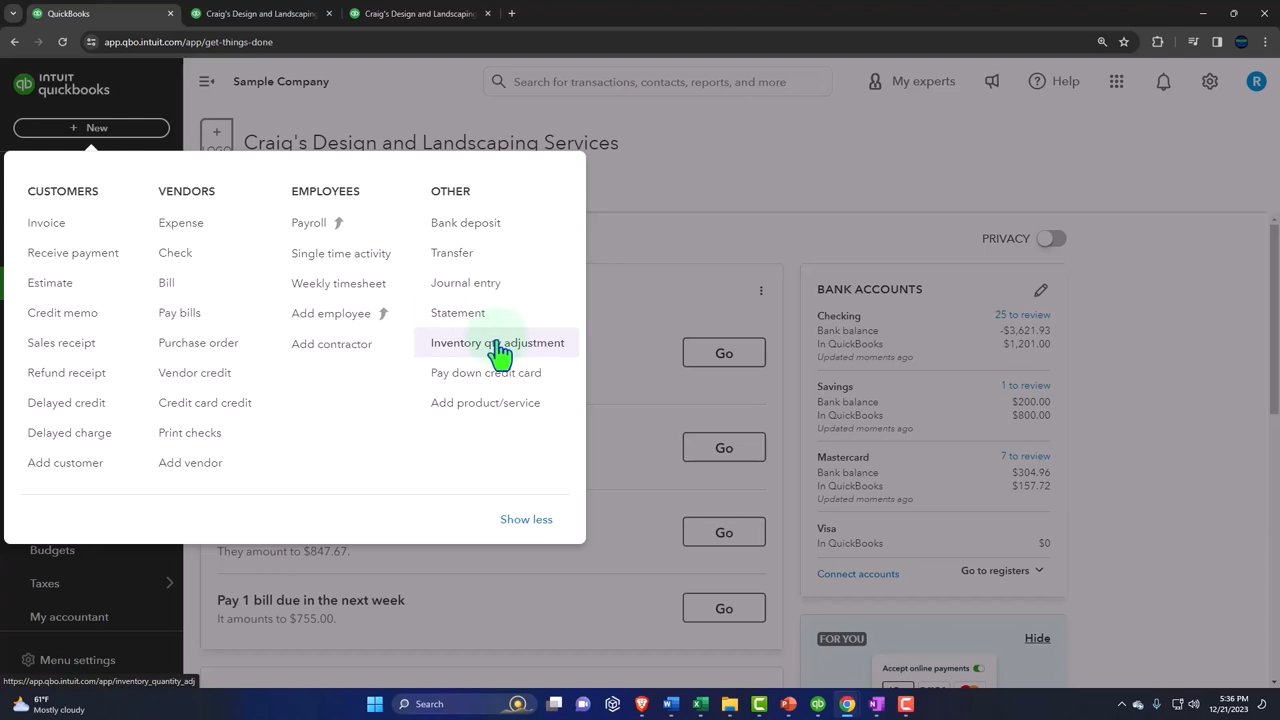 QuickBooks
Craig's Design and Landscaping
Craig's Design and Landscaping
app.qbo.intuit.com/app/get-things-done
INTUIT
quickbooks
Sample Company
Search for transactions, contacts, reports, and more
My experts
Help
R
+ New
+
LOGO
Craig's Design and Landscaping Services
CUSTOMERS
Invoice
Receive payment
Estimate
Credit memo
Sales receipt
Refund receipt
Delayed credit
Delayed charge
Add customer
VENDORS
Expense
Check
Bill
Pay bills
Purchase order
Vendor credit
Credit card credit
Print checks
Add vendor
EMPLOYEES
Payroll
Single time activity
Weekly timesheet
Add employee
Add contractor
OTHER
Bank deposit
Transfer
Journal entry
Statement
Inventory qty adjustment
Pay down credit card
Add product/service
Show less
PRIVACY
BANK ACCOUNTS
Checking 25 to review
Bank balance -$3,621.93
In QuickBooks $1,201.00
Updated moments ago
Savings 1 to review
Bank balance $200.00
In QuickBooks $800.00
Updated moments ago
Mastercard 7 to review
Bank balance $304.96
In QuickBooks $157.72
Updated moments ago
Visa
In QuickBooks $0
Connect accounts Go to registers
Go
Go
Go
They amount to $847.67.
Pay 1 bill due in the next week
It amounts to $755.00.
Go
FOR YOU
Hide
Accept online payments
Budgets
Taxes
My accountant
Menu settings
https://app.qbo.intuit.com/app/inventory_quantity_adj
61°F
Mostly cloudy
Search
5:36 PM
12/21/2023